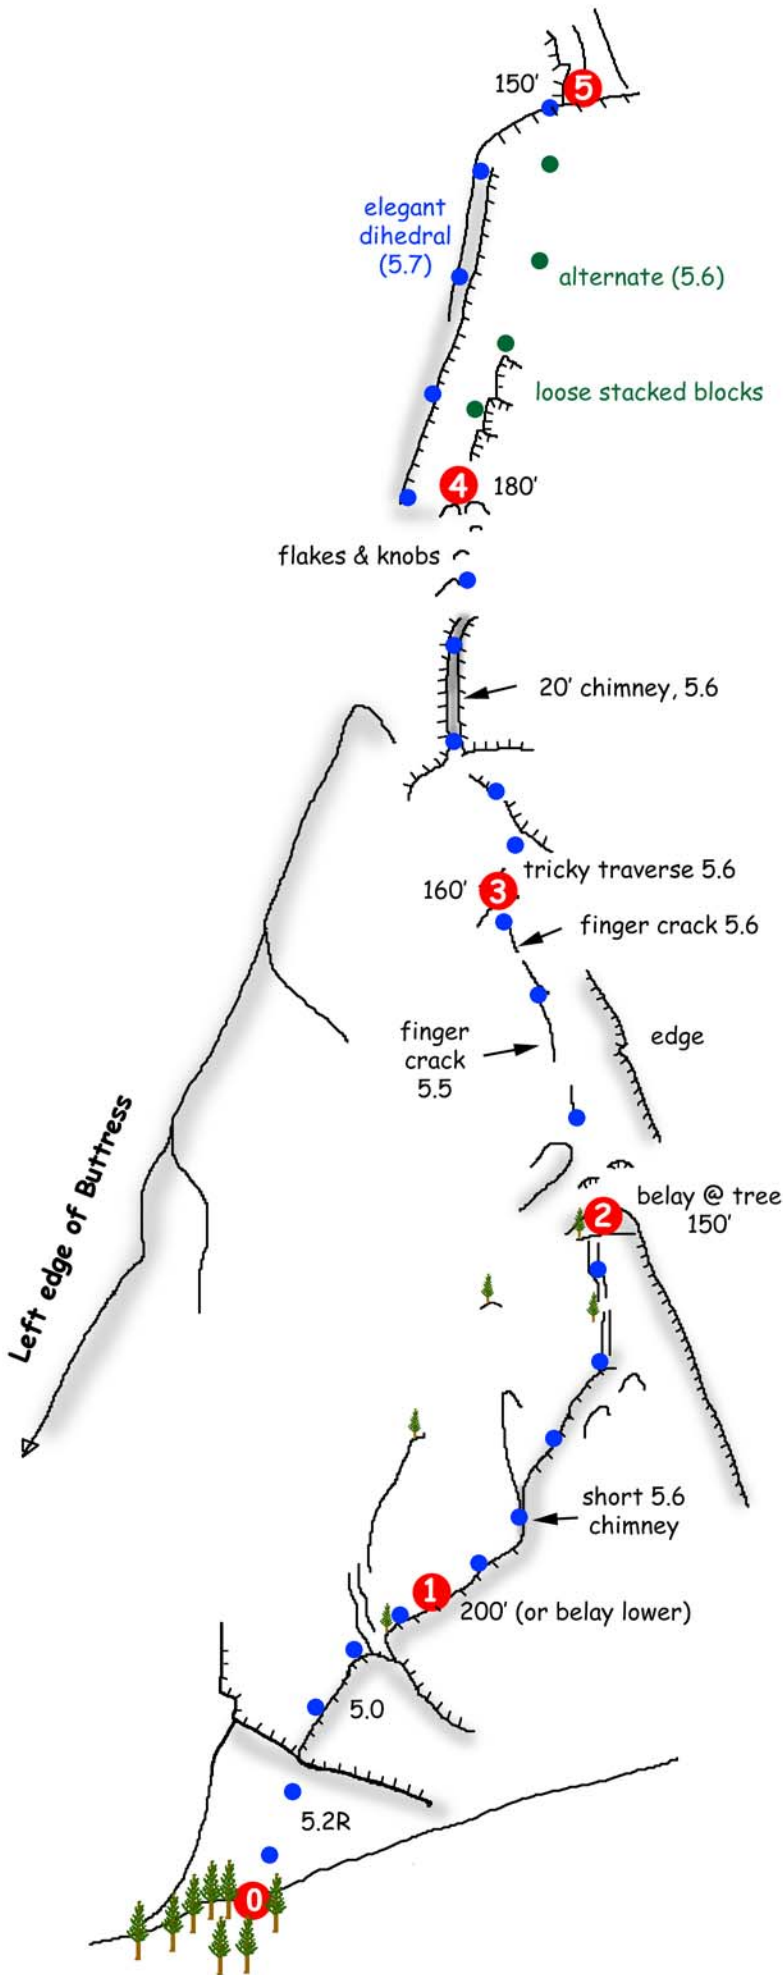 150' 5
elegant
dihedral
(5.7)
alternate (5.6)
loose stacked blocks
4 180'
flakes & knobs
20' chimney, 5.6
tricky traverse 5.6
160' 3
finger crack 5.6
finger
crack
5.5
edge
Left edge of Buttress
belay @ tree
2 150'
short 5.6
chimney
1
200' (or belay lower)
5.0
5.2R
0